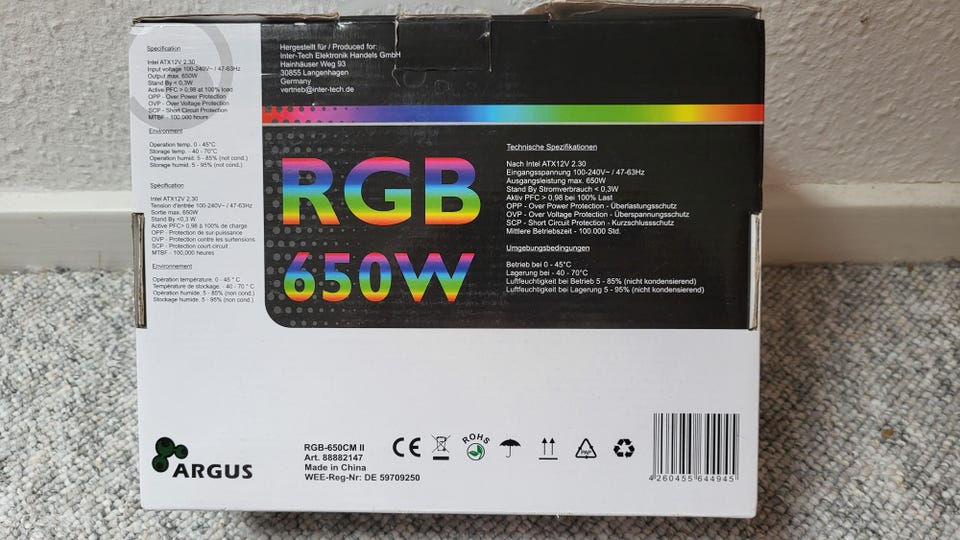 Specification
Intel ATX12V 2.30
Input voltage 100-240V~ / 47-63Hz
Output max. 650W
Stand By < 0,3W
Active PFC > 0,98 at 100% load
OPP - Over Power Protection
OVP - Over Voltage Protection
SCP - Short Circuit Protection
MTBF - 100.000 hours
Environment
Operation temp. 0 - 45°C
Storage temp. - 40 - 70°C
Operation humid. 5 - 85% (not cond.)
Storage humid. 5 - 95% (not cond.)
Spécification
Intel ATX12V 2.30
Tension d'entrée 100-240V~ / 47-63Hz
Sortie max. 650W
Stand By <0,3 W
Active PFC> 0,98 à 100% de charge
OPP - Protection de sur puissance
OVP - Protection contre les surtensions
SCP - Protection court-circuit
MTBF - 100,000 heures
Environnement
Opération température. 0 - 45 ° C
Température de stockage. - 40 - 70 ° C
Opération humide. 5 - 85% (non cond.)
Stockage humide. 5 - 95% (non cond.)
Hergestellt für / Produced for:
Inter-Tech Elektronik Handels GmbH
Hainhäuser Weg 93
30855 Langenhagen
Germany
vertrieb@inter-tech.de
RGB
650W
Technische Spezifikationen
Nach Intel ATX12V 2.30
Eingangsspannung 100-240V~ / 47-63Hz
Ausgangsleistung max. 650W
Stand By Stromverbrauch < 0,3W
Aktiv PFC > 0,98 bei 100% Last
OPP - Over Power Protection - Überlastungsschutz
OVP - Over Voltage Protection - Überspannungsschutz
SCP - Short Circuit Protection - Kurzschlussschutz
Mittlere Betriebszeit - 100.000 Std.
Umgebungsbedingungen
Betrieb bei 0 - 45°C
Lagerung bei - 40 - 70°C
Luftfeuchtigkeit bei Betrieb 5 - 85% (nicht kondensierend)
Luftfeuchtigkeit bei Lagerung 5 - 95% (nicht kondensierend)
ARGUS
RGB-650CM II
Art. 88882147
Made in China
WEE-Reg-Nr: DE 59709250
CE
ROHS
PAP
4 260455 644945